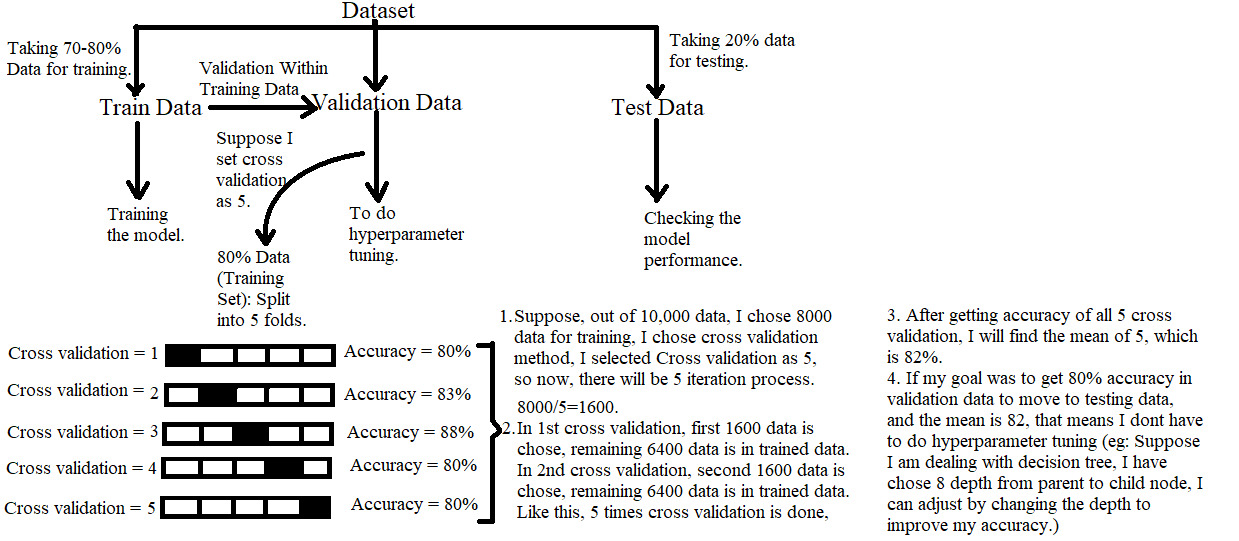 Dataset
Taking 70-80%
Data for training.
Validation Within
Training Data
Taking 20% data
for testing.
Train Data
Validation Data
Test Data
Suppose I
set cross
validation
as 5.
Training
the model.
To do
hyperparameter
tuning.
Checking the
model
performance.
80% Data
(Training
Set): Split
into 5 folds.
Cross validation = 1
Accuracy = 80%
Cross validation = 2
Accuracy = 83%
Cross validation = 3
Accuracy = 88%
Cross validation = 4
Accuracy = 80%
Cross validation = 5
Accuracy = 80%
1.Suppose, out of 10,000 data, I chose 8000
data for training, I chose cross validation
method, I selected Cross validation as 5,
so now, there will be 5 iteration process.
8000/5=1600.
2.In 1st cross validation, first 1600 data is
chose, remaining 6400 data is in trained data.
In 2nd cross validation, second 1600 data is
chose, remaining 6400 data is in trained data.
Like this, 5 times cross validation is done,
3. After getting accuracy of all 5 cross
validation, I will find the mean of 5, which
is 82%.
4. If my goal was to get 80% accuracy in
validation data to move to testing data,
and the mean is 82, that means I dont have
to do hyperparameter tuning (eg: Suppose
I am dealing with decision tree, I have
chose 8 depth from parent to child node, I
can adjust by changing the depth to
improve my accuracy.)